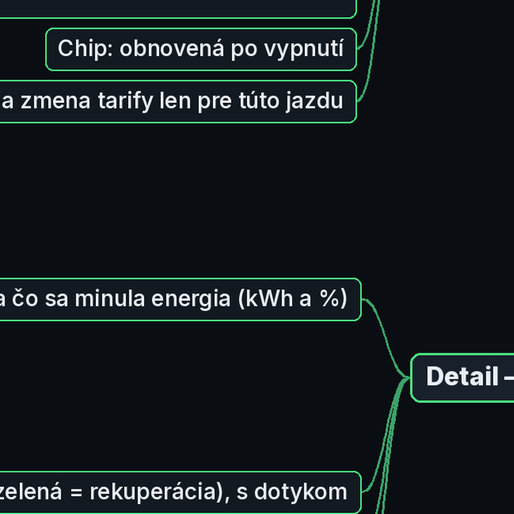 Chip: obnovená po vypnutí
a zmena tarify len pre túto jazdu
a čo sa minula energia (kWh a %)
Detail –
zelená = rekuperácia), s dotykom